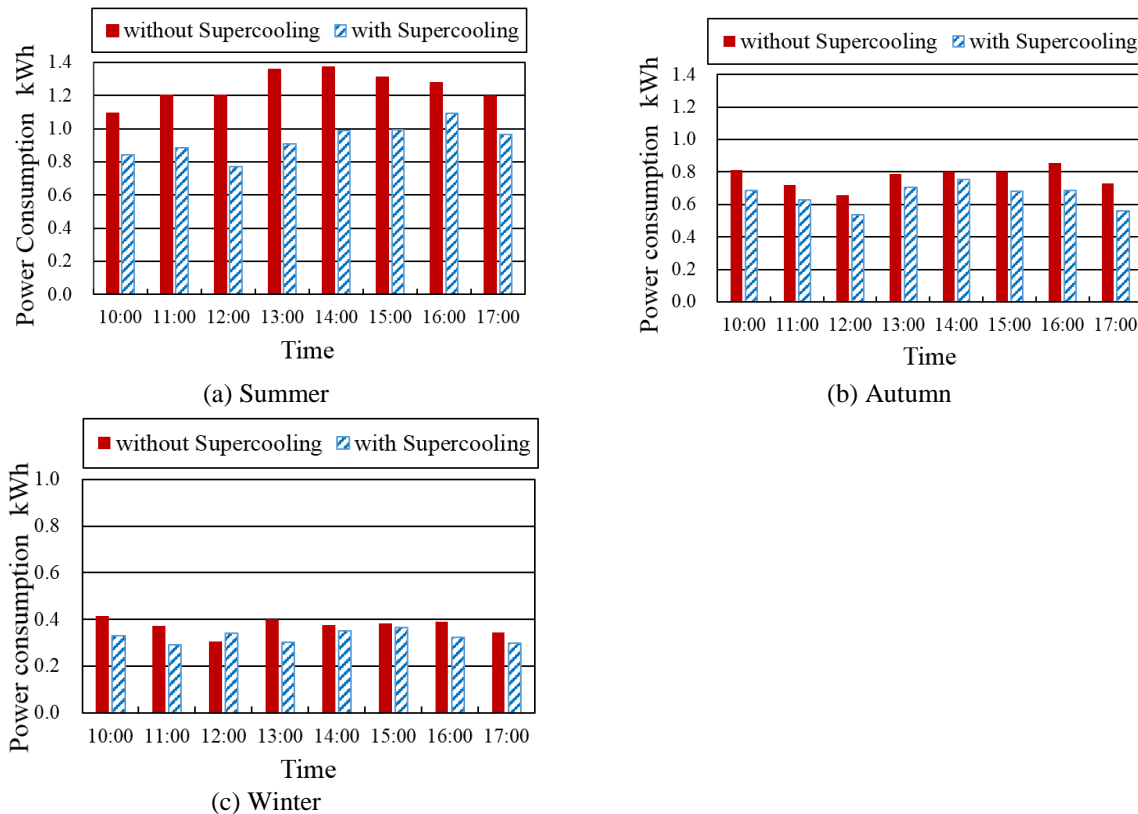 without Supercooling with Supercooling
Power Consumption kWh
1.4
1.2
1.0
0.8
0.6
0.4
0.2
0.0
10:00 11:00 12:00 13:00 14:00 15:00 16:00 17:00
Time
(a) Summer
without Supercooling with Supercooling
Power consumption kWh
1.4
1.2
1.0
0.8
0.6
0.4
0.2
0.0
10:00 11:00 12:00 13:00 14:00 15:00 16:00 17:00
Time
(b) Autumn
without Supercooling with Supercooling
Power consumption kWh
1.0
0.8
0.6
0.4
0.2
0.0
10:00 11:00 12:00 13:00 14:00 15:00 16:00 17:00
Time
(c) Winter